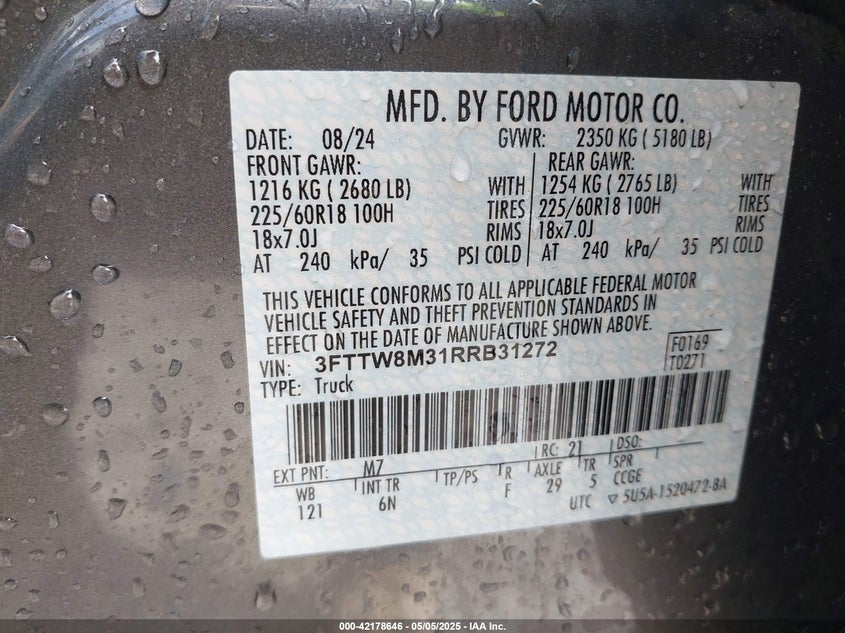 MFD. BY FORD MOTOR CO.
DATE: 08/24 GVWR: 2350 KG ( 5180 LB)
FRONT GAWR: REAR GAWR:
1216 KG ( 2680 LB) WITH 1254 KG ( 2765 LB) WITH
225/60R18 100H TIRES 225/60R18 100H TIRES
18x7.0J RIMS 18x7.0J RIMS
AT 240 kPa/ 35 PSI COLD AT 240 kPa/ 35 PSI COLD
THIS VEHICLE CONFORMS TO ALL APPLICABLE FEDERAL MOTOR
VEHICLE SAFETY AND THEFT PREVENTION STANDARDS IN
EFFECT ON THE DATE OF MANUFACTURE SHOWN ABOVE.
VIN: 3FTTW8M31RRB31272 F0169
TYPE: Truck T0271
EXT PNT: M7 RC: 21 DSO:
WB INT TR TP/PS R AXLE TR SPR
121 6N F 29 5 CCGE
UTC ▽ 5U5A-1520472-BA
000-42178646 - 05/05/2025 - IAA Inc.